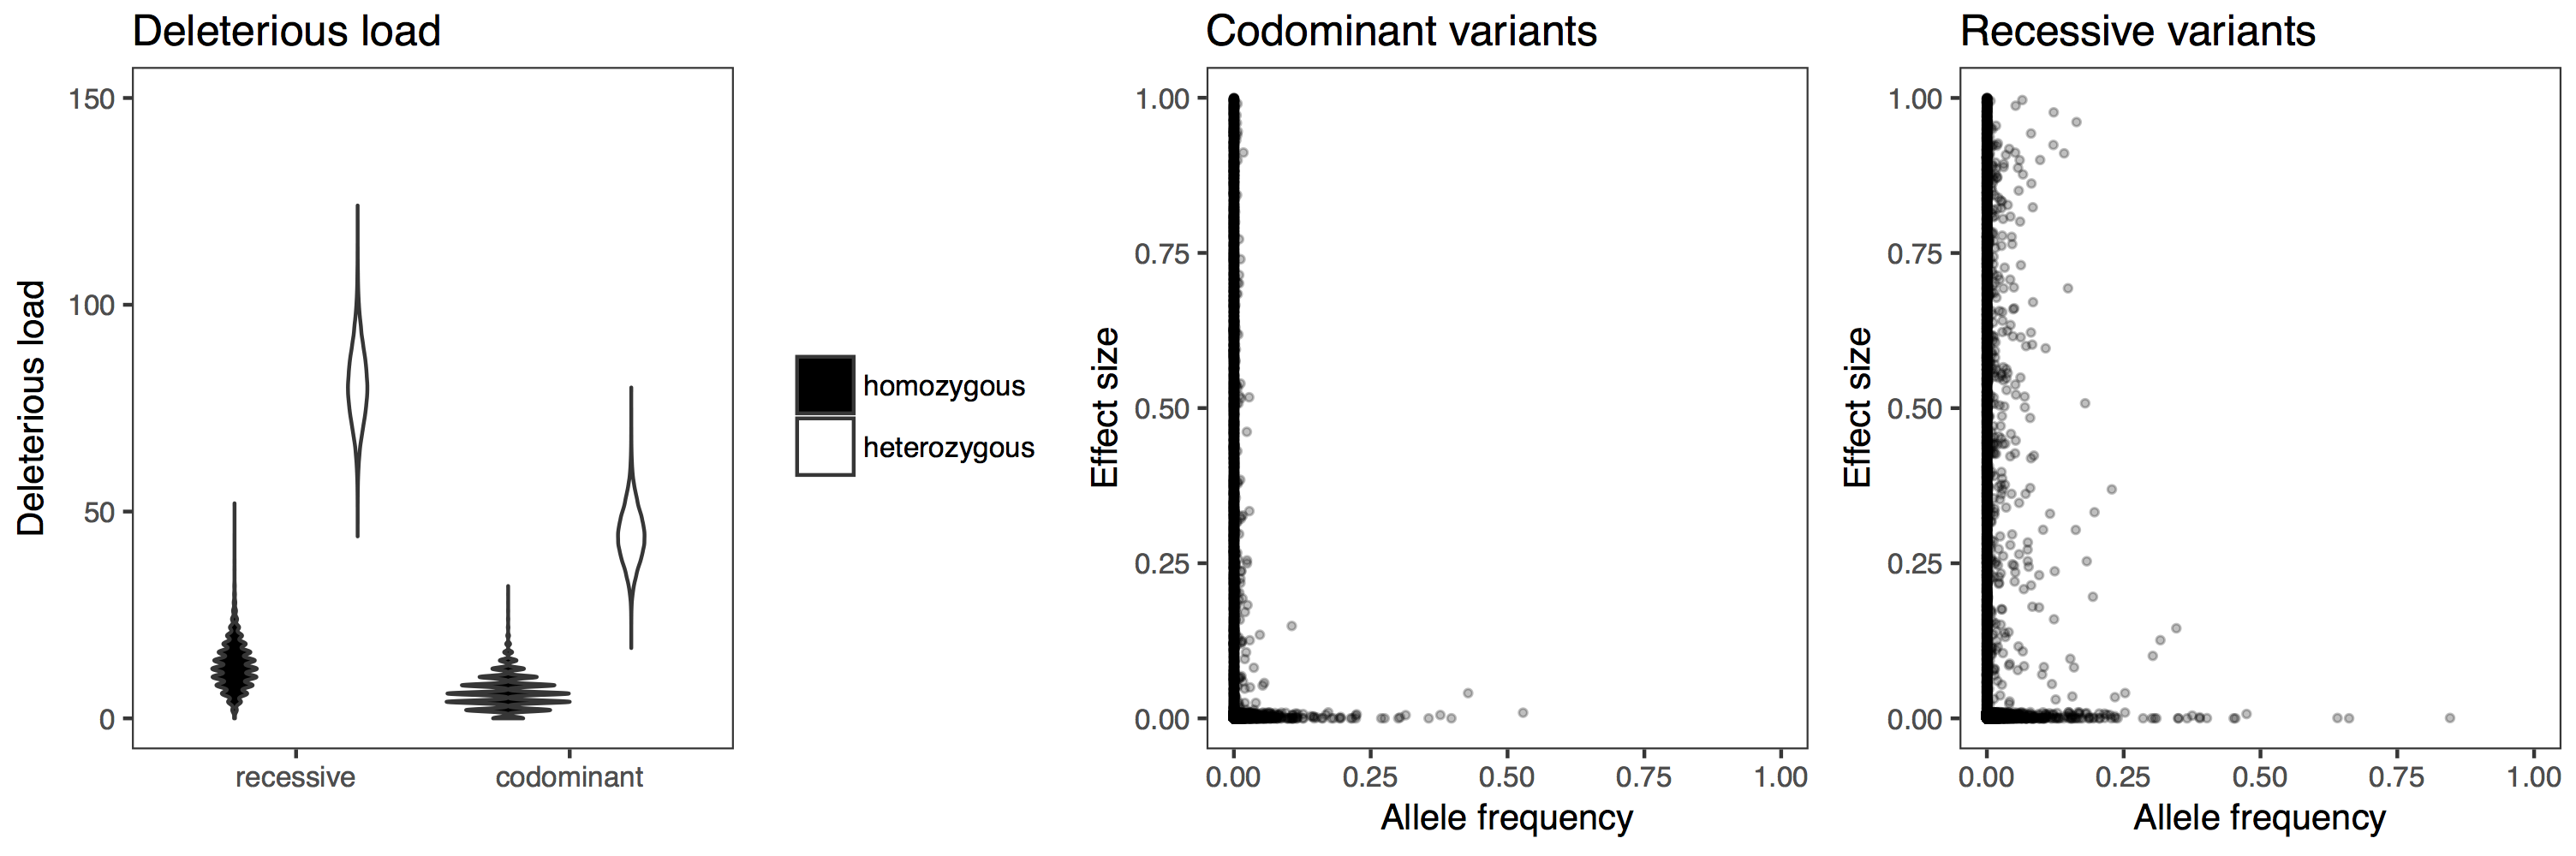 Deleterious load
Deleterious load
150
100
50
0
recessive
codominant
homozygous
heterozygous
Codominant variants
Effect size
1.00
0.75
0.50
0.25
0.00
0.00 0.25 0.50 0.75 1.00
Allele frequency
Recessive variants
Effect size
1.00
0.75
0.50
0.25
0.00
0.00 0.25 0.50 0.75 1.00
Allele frequency